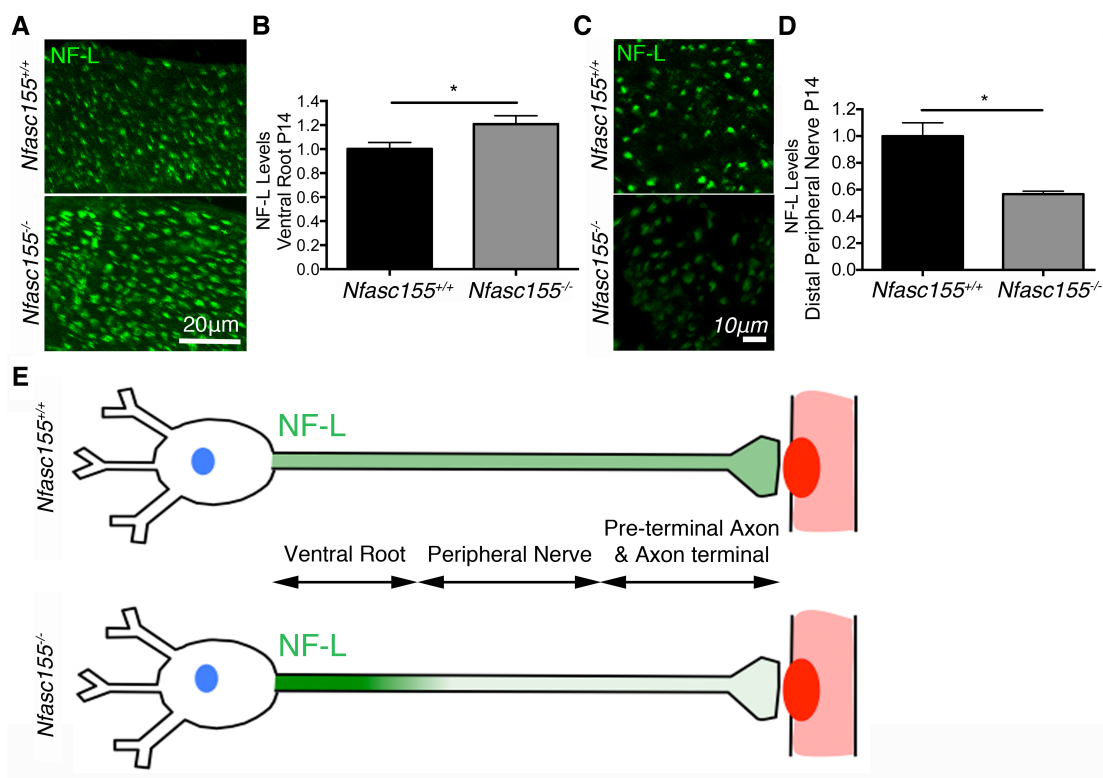 A
Nfasc155+/+
NF-L
Nfasc155-/-
20μm
B
NF-L Levels
Ventral Root P14
1.4
1.2
1.0
0.8
0.6
0.4
0.2
0.0
*
Nfasc155+/+ Nfasc155-/-
C
Nfasc155+/+
NF-L
Nfasc155-/-
10μm
D
NF-L Levels
Distal Peripheral Nerve P14
1.2
1.0
0.8
0.6
0.4
0.2
0.0
*
Nfasc155+/+ Nfasc155-/-
E
Nfasc155+/+
NF-L
Ventral Root
Peripheral Nerve
Pre-terminal Axon
& Axon terminal
Nfasc155-/-
NF-L